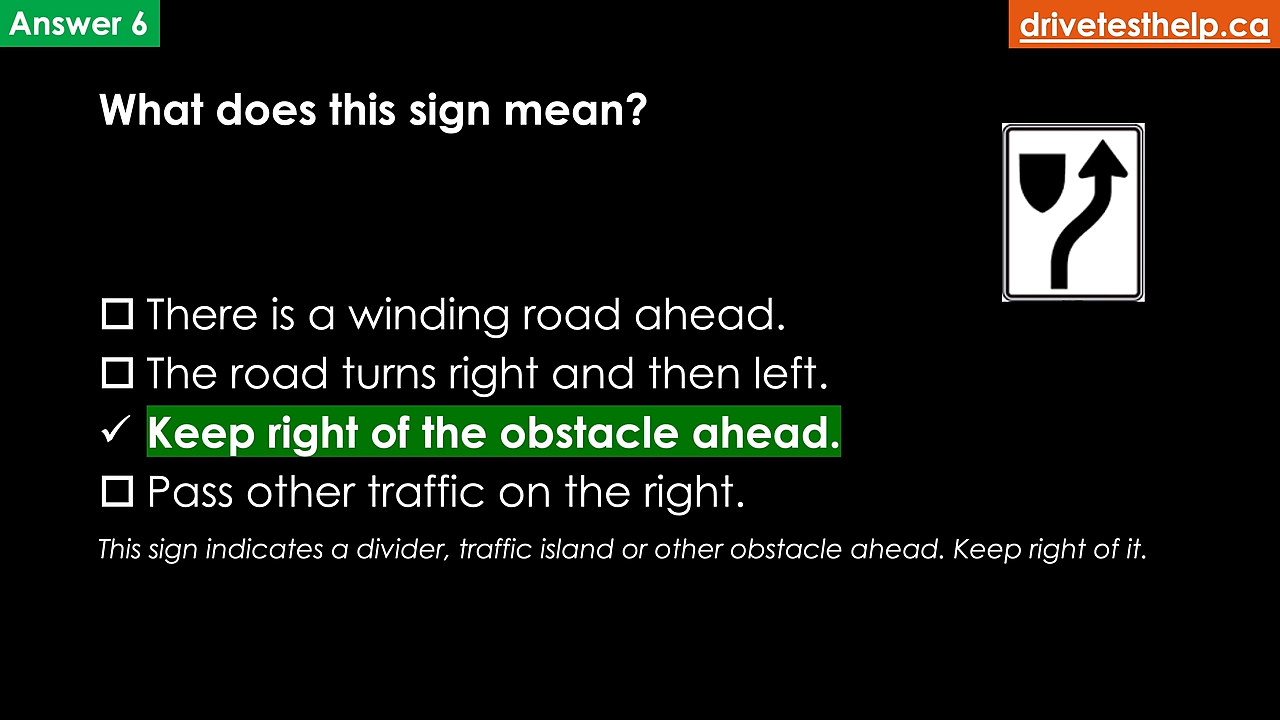 Answer 6
drivetesthelp.ca
What does this sign mean?
There is a winding road ahead.
The road turns right and then left.
Keep right of the obstacle ahead.
Pass other traffic on the right.
This sign indicates a divider, traffic island or other obstacle ahead. Keep right of it.